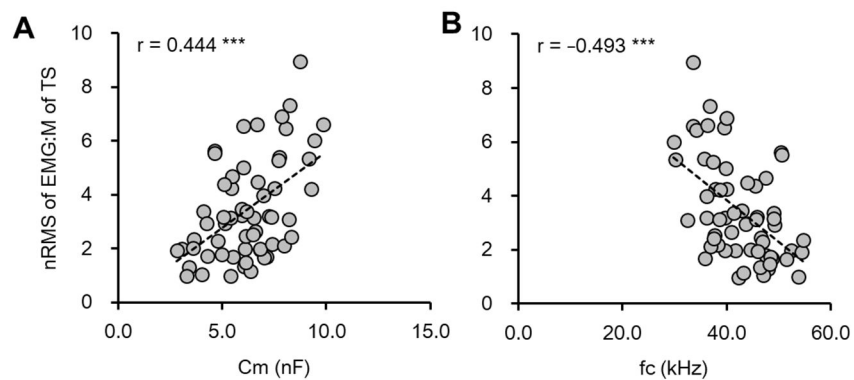 A
r = 0.444 ***
nRMS of EMG:M of TS
10
8
6
4
2
0
0.0 5.0 10.0 15.0
Cm (nF)
B
r = −0.493 ***
10
8
6
4
2
0
0.0 20.0 40.0 60.0
fc (kHz)